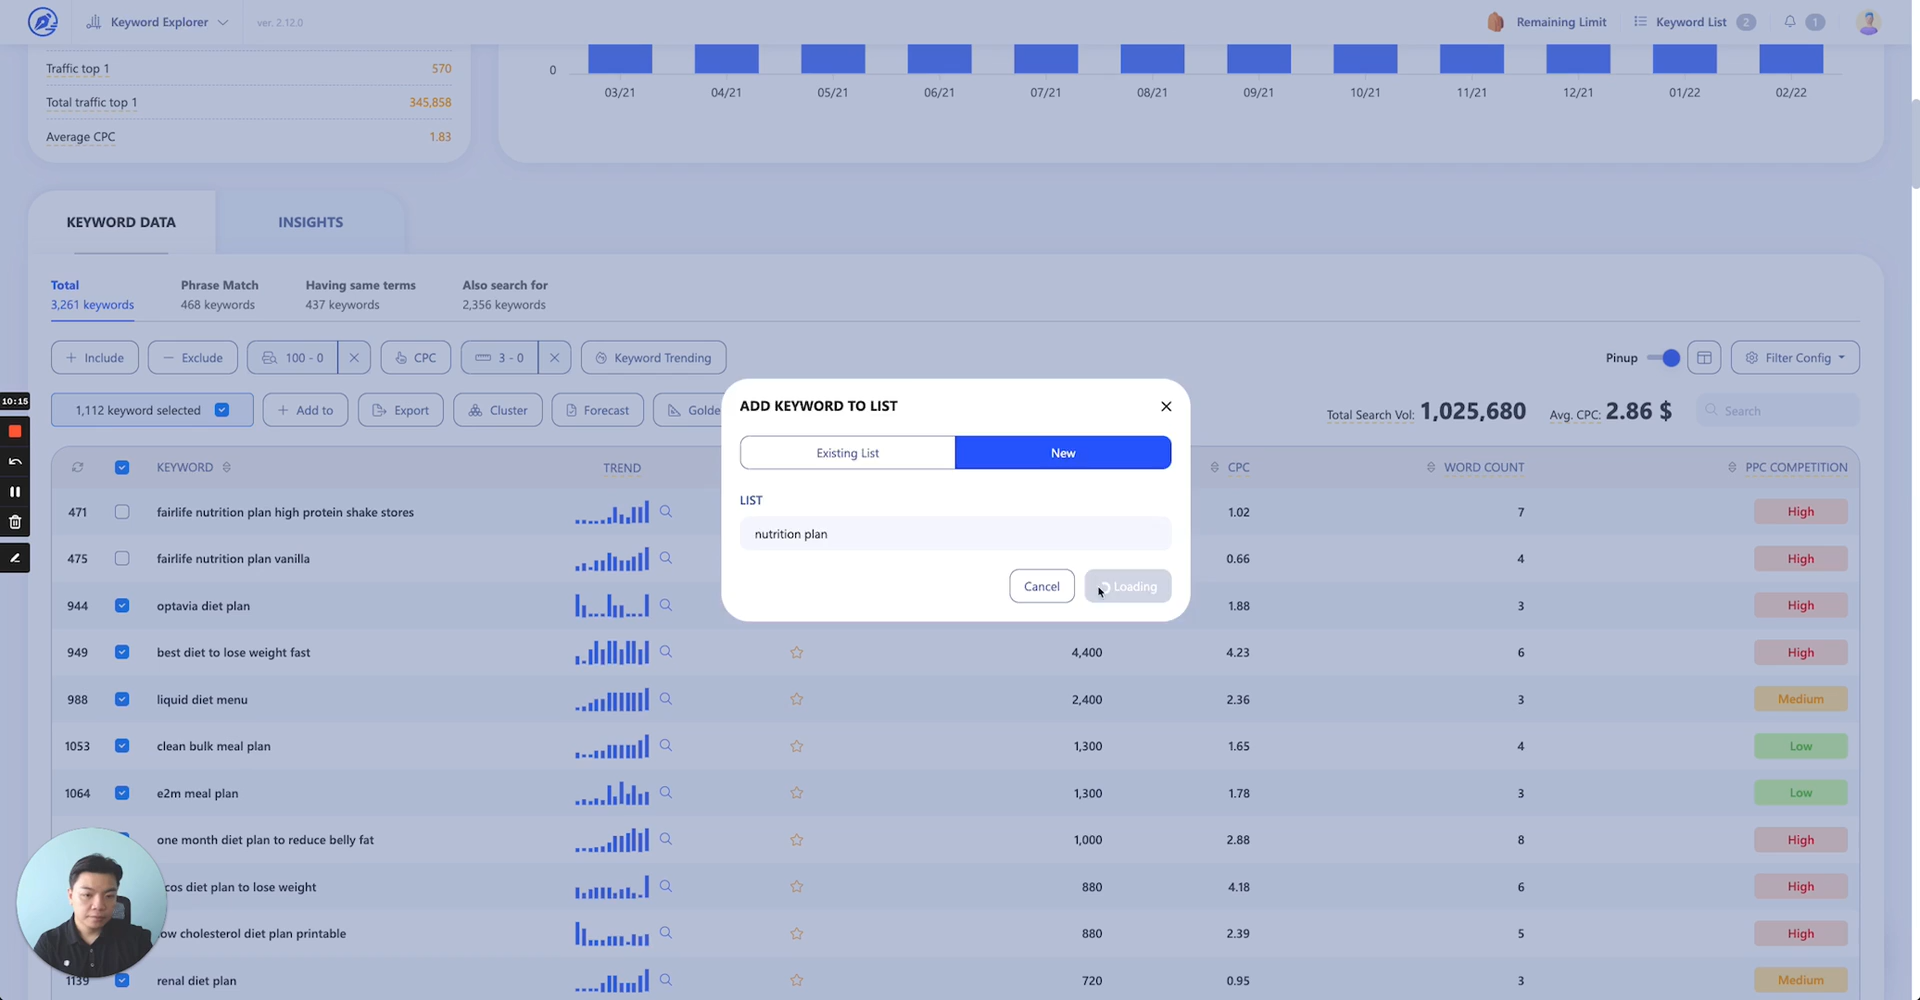 Keyword Explorer
ver. 2.12.0
Remaining Limit
Keyword List 2
1
Traffic top 1 570
Total traffic top 1 345,858
Average CPC 1.83
0
03/21 04/21 05/21 06/21 07/21 08/21 09/21 10/21 11/21 12/21 01/22 02/22
KEYWORD DATA INSIGHTS
Total Phrase Match Having same terms Also search for
3,261 keywords 468 keywords 437 keywords 2,356 keywords
+ Include − Exclude 100 - 0 CPC 3 - 0 Keyword Trending Pinup Filter Config
1,112 keyword selected + Add to Export Cluster Forecast Golde Total Search Vol: 1,025,680 Avg. CPC: 2.86 $ Search
10:15
ADD KEYWORD TO LIST
Existing List New
LIST
nutrition plan
Cancel Loading
KEYWORD TREND CPC WORD COUNT PPC COMPETITION
471 fairlife nutrition plan high protein shake stores 1.02 7 High
475 fairlife nutrition plan vanilla 0.66 4 High
944 optavia diet plan 1.88 3 High
949 best diet to lose weight fast 4,400 4.23 6 High
988 liquid diet menu 2,400 2.36 3 Medium
1053 clean bulk meal plan 1,300 1.65 4 Low
1064 e2m meal plan 1,300 1.78 3 Low
one month diet plan to reduce belly fat 1,000 2.88 8 High
cos diet plan to lose weight 880 4.18 6 High
ow cholesterol diet plan printable 880 2.39 5 High
1139 renal diet plan 720 0.95 3 Medium